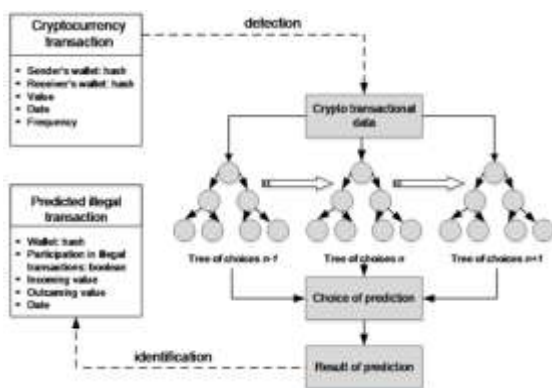 Cryptocurrency
transaction
detection
• Sender's wallet: hash
• Receiver's wallet: hash
• Value
• Date
• Frequency
Crypto transactional
data
Predicted illegal
transaction
• Wallet: hash
• Participation in illegal
transactions: boolean
• Incoming value
• Outcoming value
• Date
Tree of choices n-1
Tree of choices n
Tree of choices n+1
Choice of prediction
identification
Result of prediction